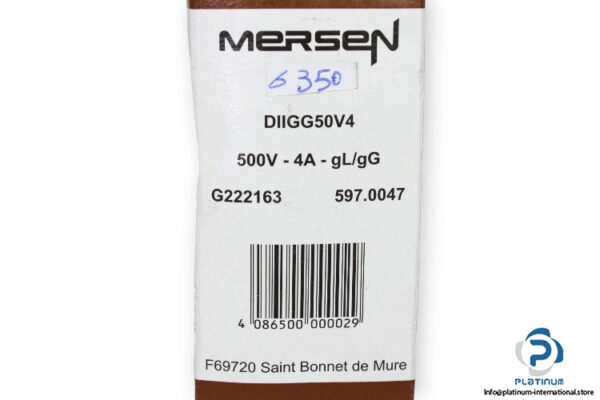 MERSEN
6350
DIIGG50V4
500V - 4A - gL/gG
G222163 597.0047
4 086500 000029
F69720 Saint Bonnet de Mure
PLATINUM
Info@platinum-international.store